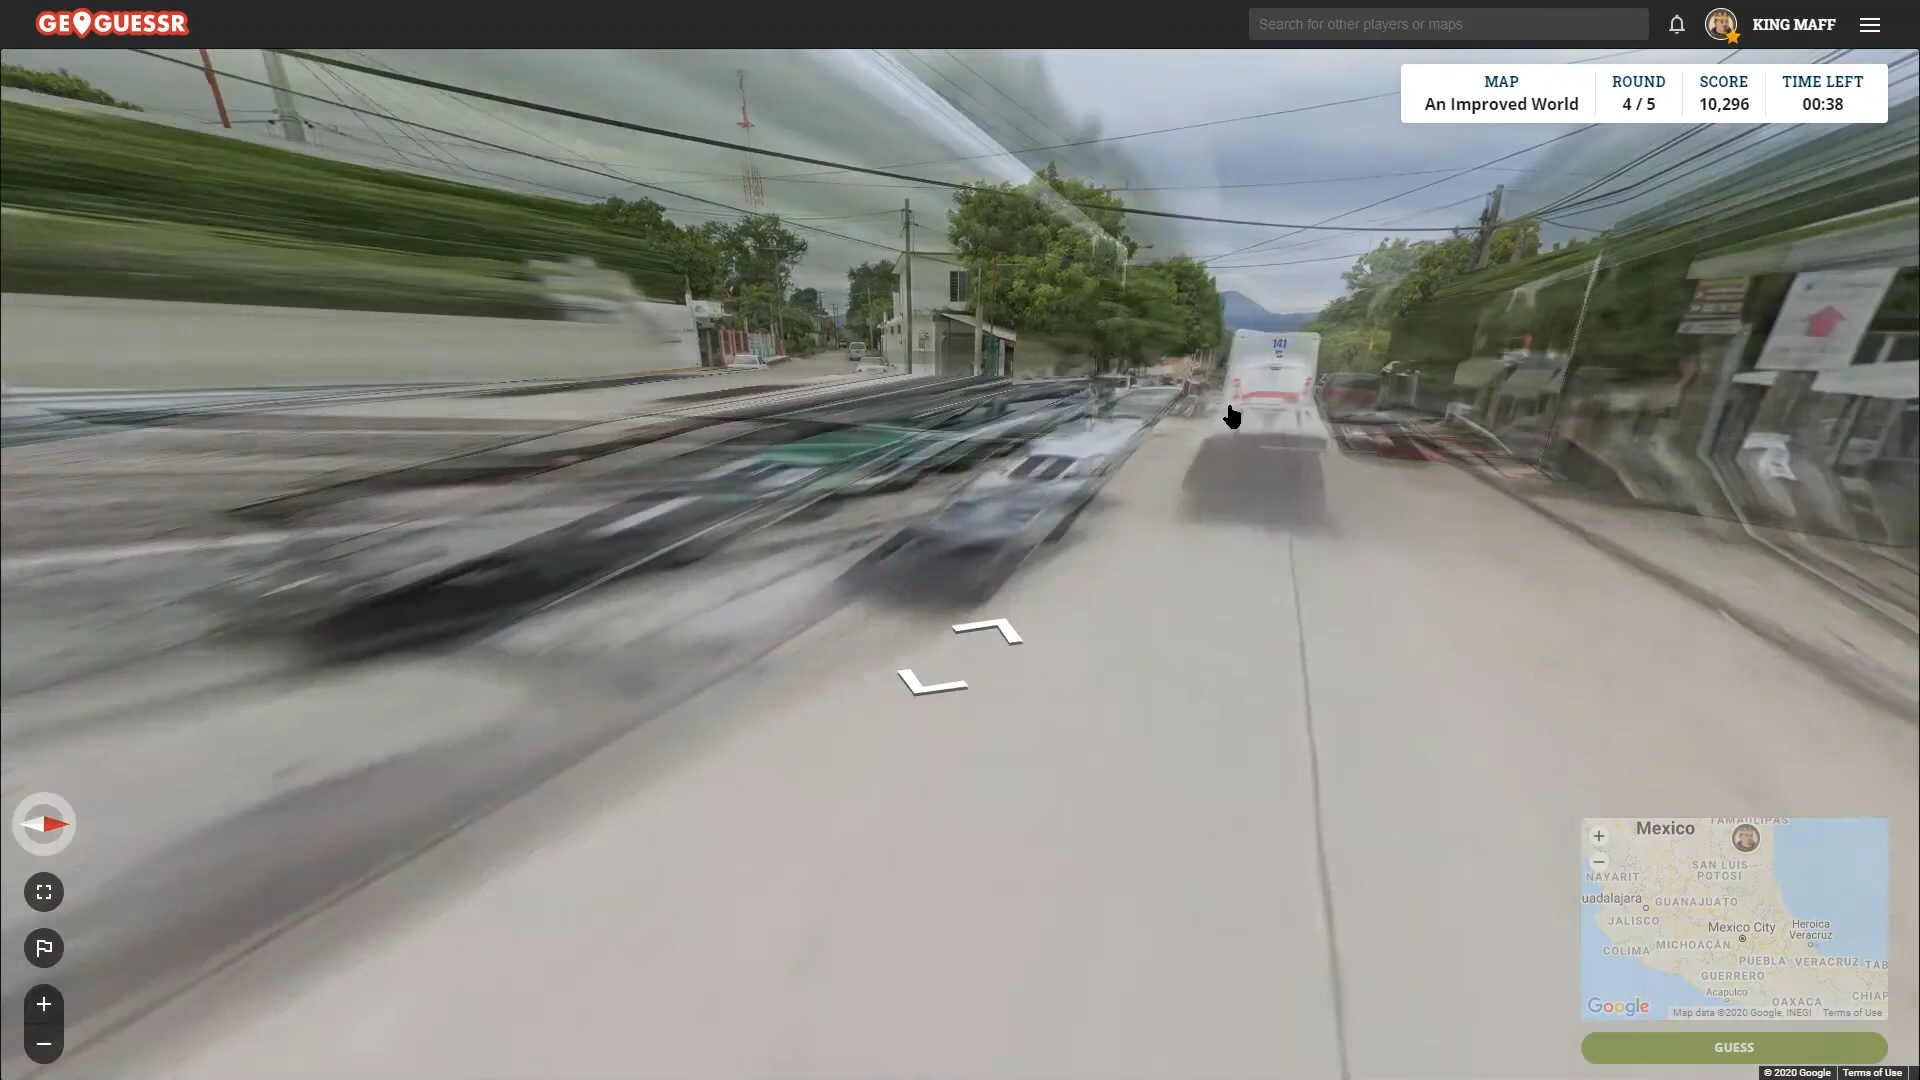 GEOGUESSR
Search for other players or maps
KING MAFF
MAP
An Improved World
ROUND
4 / 5
SCORE
10,296
TIME LEFT
00:38
141
+
−
+
−
Mexico
TAMAULIPAS
SAN LUIS
POTOSI
NAYARIT
uadalajara
GUANAJUATO
JALISCO
Mexico City
Heroica
Veracruz
COLIMA
MICHOACÁN
PUEBLA
VERACRUZ
TAB
GUERRERO
Acapulco
OAXACA
CHIAP
Google
Map data ©2020 Google, INEGI
Terms of Use
GUESS
© 2020 Google
Terms of Use